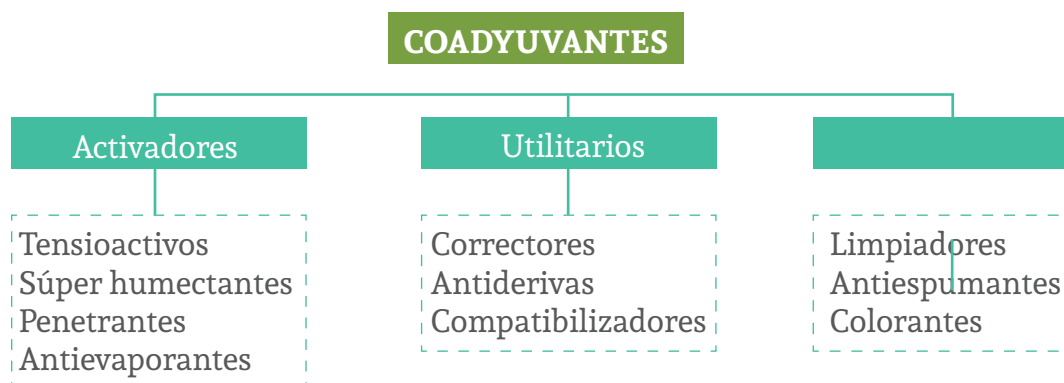 COADYUVANTES
Activadores
Tensioactivos
Súper humectantes
Penetrantes
Antievaporantes
Utilitarios
Correctores
Antiderivas
Compatibilizadores
Limpiadores
Antiespumantes
Colorantes